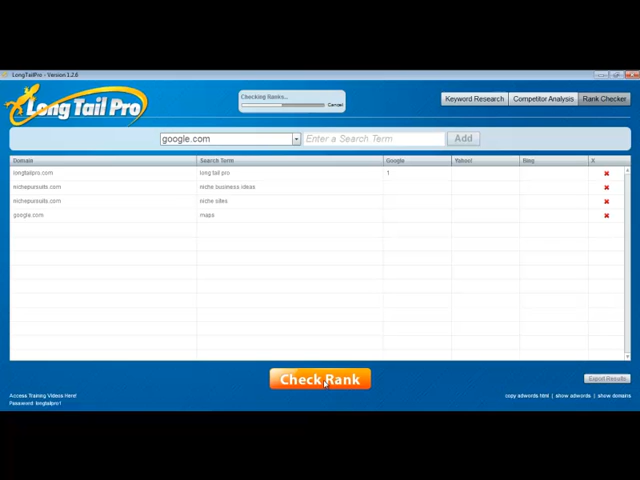 LongTailPro - Version 1.2.6
Long Tail Pro
Checking Ranks...
Cancel
Keyword Research
Competitor Analysis
Rank Checker
google.com
Enter a Search Term
Add
Domain Search Term Google Yahoo! Bing X
longtailpro.com long tail pro 1
nichepursuits.com niche business ideas
nichepursuits.com niche sites
google.com maps
Check Rank
Export Results
Access Training Videos Here!
Password: longtailpro1
copy adwords html | show adwords | show domains